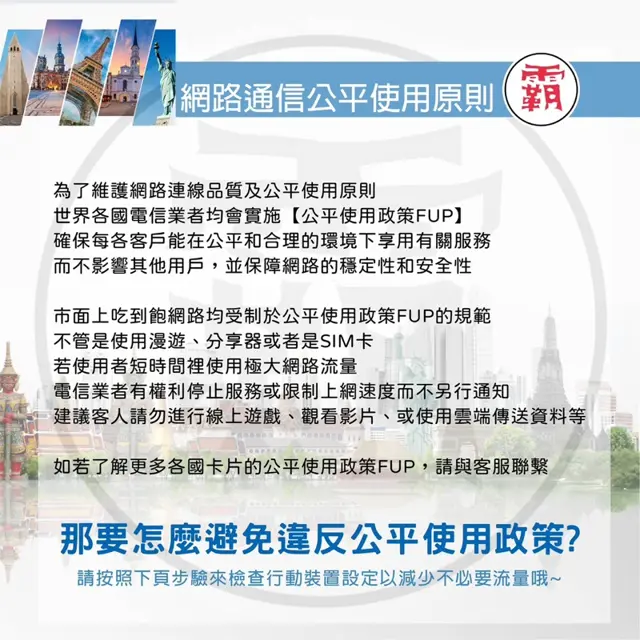 網路通信公平使用原則
霸
為了維護網路連線品質及公平使用原則
世界各國電信業者均會實施【公平使用政策FUP】
確保每各客戶能在公平和合理的環境下享用有關服務
而不影響其他用戶，並保障網路的穩定性和安全性
市面上吃到飽網路均受制於公平使用政策FUP的規範
不管是使用漫遊、分享器或者是SIM卡
若使用者短時間裡使用極大網路流量
電信業者有權利停止服務或限制上網速度而不另行通知
建議客人請勿進行線上遊戲、觀看影片、或使用雲端傳送資料等
如若了解更多各國卡片的公平使用政策FUP，請與客服聯繫
那要怎麼避免違反公平使用政策?
請按照下頁步驗來檢查行動裝置設定以減少不必要流量哦~